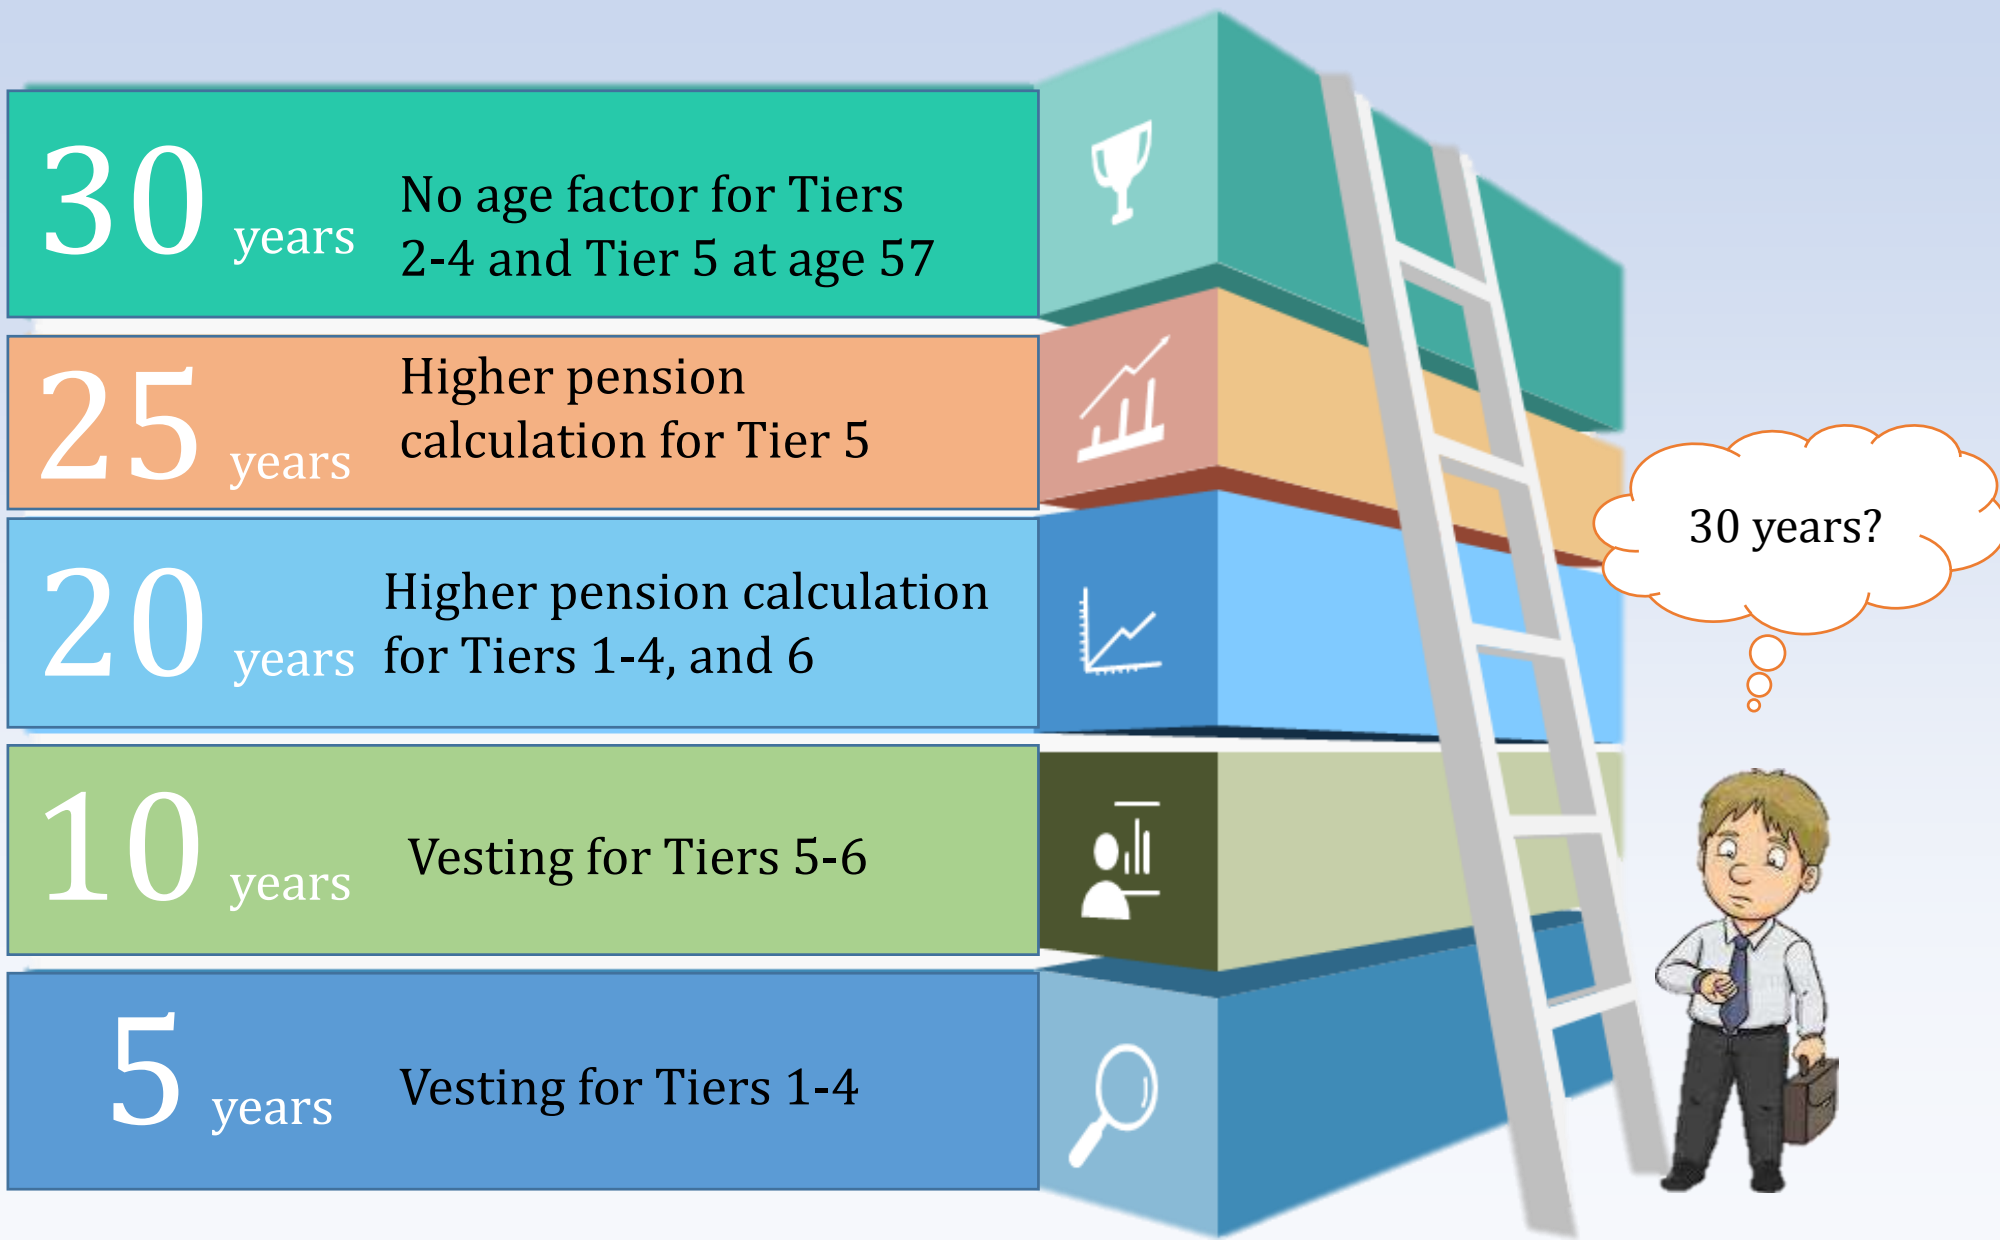 30 years
No age factor for Tiers
2-4 and Tier 5 at age 57
25 years
Higher pension
calculation for Tier 5
20 years
Higher pension calculation
for Tiers 1-4, and 6
10 years
Vesting for Tiers 5-6
5 years
Vesting for Tiers 1-4
30 years?